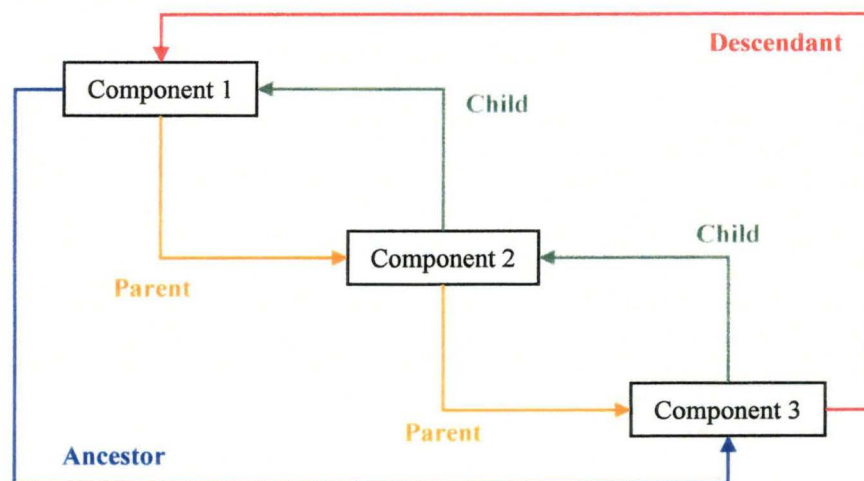 Descendant
Component 1
Child
Component 2
Child
Parent
Component 3
Parent
Ancestor